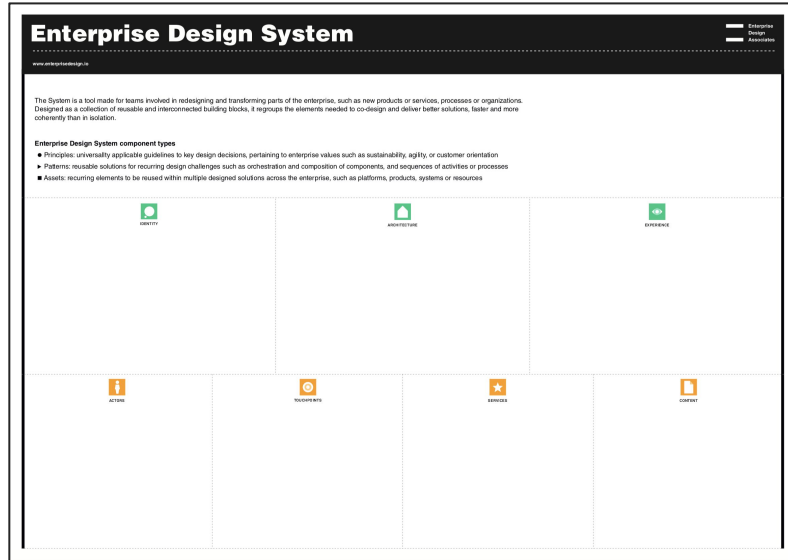 Enterprise Design System
Enterprise
Design
Associates
www.enterprisedesign.io
The System is a tool made for teams involved in redesigning and transforming parts of the enterprise, such as new products or services, processes or organizations.
Designed as a collection of reusable and interconnected building blocks, it regroups the elements needed to co-design and deliver better solutions, faster and more
coherently than in isolation.
Enterprise Design System component types
● Principles: universallty applicable guidelines to key design decisions, pertaining to enterprise values such as sustainability, agility, or customer orientation
▶ Patterns: reusable solutions for recurring design challenges such as orchestration and composition of components, and sequences of activities or processes
■ Assets: recurring elements to be reused within multiple designed solutions across the enterprise, such as platforms, products, systems or resources
IDENTITY
ARCHITECTURE
EXPERIENCE
ACTORS
TOUCHPOINTS
SERVICES
CONTENT